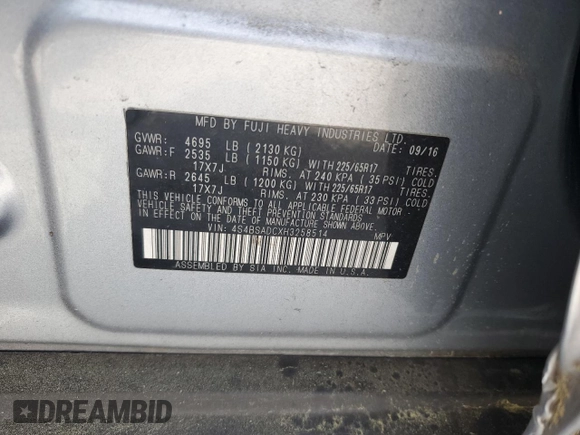 MFD BY FUJI HEAVY INDUSTRIES LTD.
GVWR: 4695 LB ( 2130 KG) DATE: 09/16
GAWR:F 2535 LB ( 1150 KG) WITH 225/65R17 TIRES.
17X7J RIMS. AT 240 KPA ( 35 PSI) COLD
GAWR:R 2645 LB ( 1200 KG) WITH 225/65R17 TIRES.
17X7J RIMS. AT 230 KPA ( 33 PSI) COLD
THIS VEHICLE CONFORMS TO ALL APPLICABLE FEDERAL MOTOR
VEHICLE SAFETY AND THEFT PREVENTION STANDARDS IN
EFFECT ON THE DATE OF MANUFACTURE SHOWN ABOVE.
VIN: 4S4BSADCXH3258514 MPV
ASSEMBLED BY SIA INC. MADE IN U.S.A.
DREAMBID